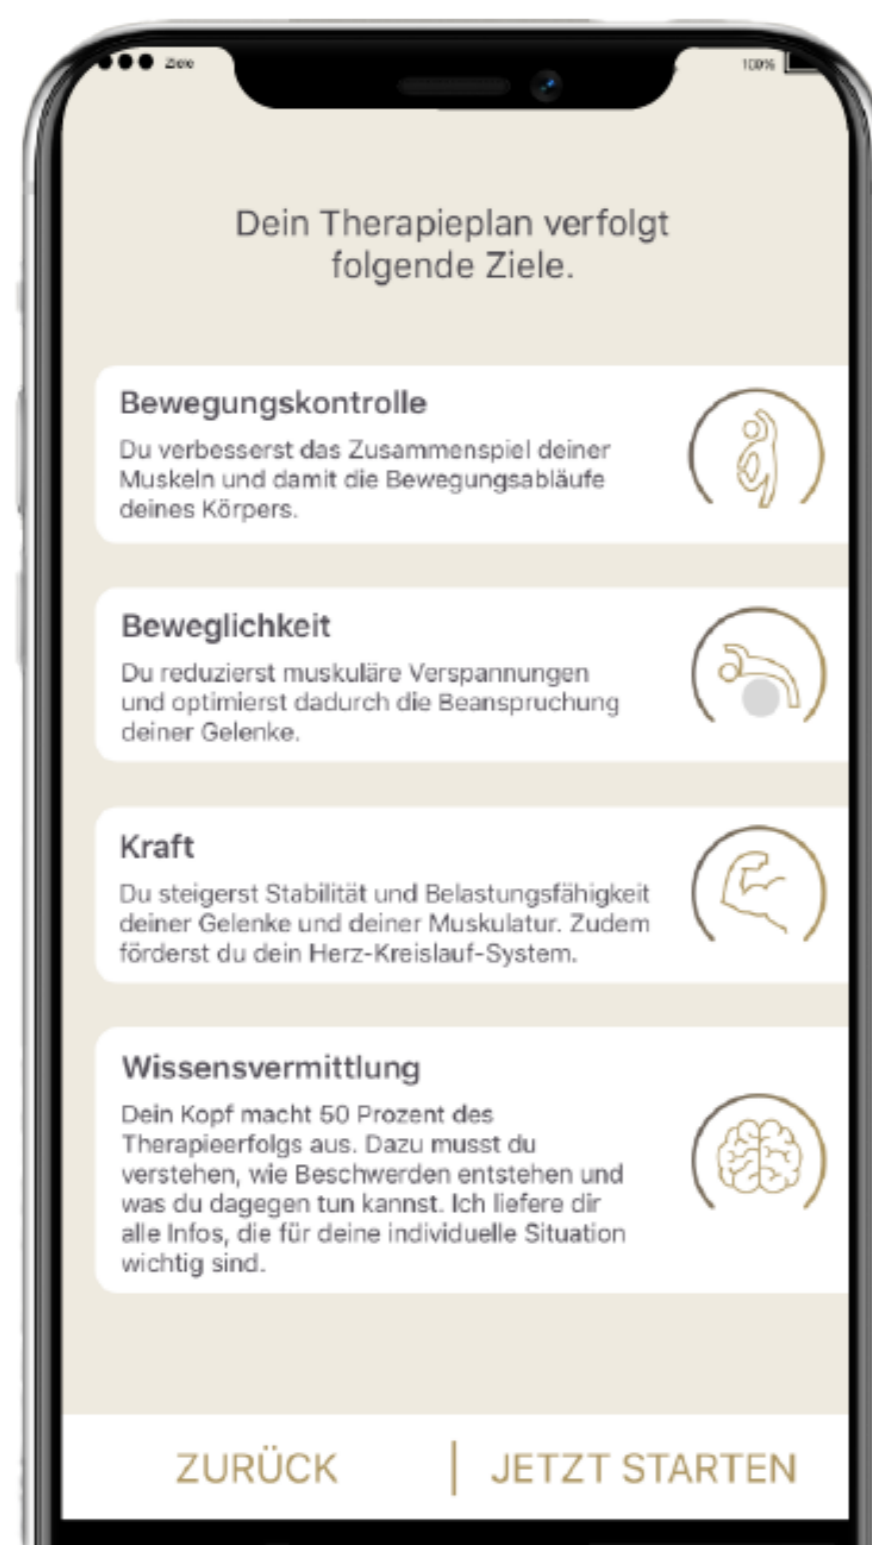 Ziele
100%
Dein Therapieplan verfolgt
folgende Ziele.
Bewegungskontrolle
Du verbesserst das Zusammenspiel deiner
Muskeln und damit die Bewegungsabläufe
deines Körpers.
Beweglichkeit
Du reduzierst muskuläre Verspannungen
und optimierst dadurch die Beanspruchung
deiner Gelenke.
Kraft
Du steigerst Stabilität und Belastungsfähigkeit
deiner Gelenke und deiner Muskulatur. Zudem
förderst du dein Herz-Kreislauf-System.
Wissensvermittlung
Dein Kopf macht 50 Prozent des
Therapieerfolgs aus. Dazu musst du
verstehen, wie Beschwerden entstehen und
was du dagegen tun kannst. Ich liefere dir
alle Infos, die für deine individuelle Situation
wichtig sind.
ZURÜCK | JETZT STARTEN